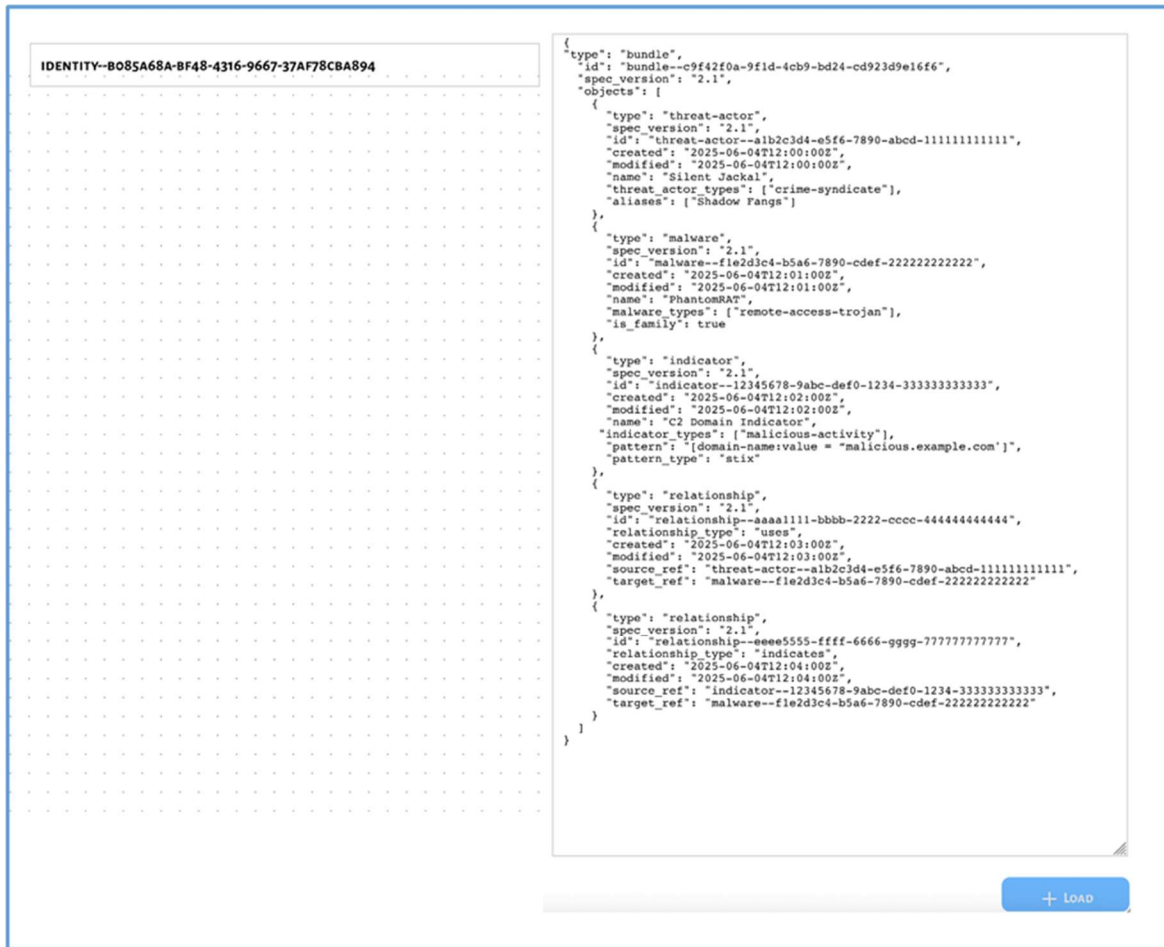 IDENTITY--B085A68A-BF48-4316-9667-37AF78CBA894
{
"type": "bundle",
  "id": "bundle--c9f42f0a-9f1d-4cb9-bd24-cd923d9e16f6",
  "spec_version": "2.1",
  "objects": [
    {
      "type": "threat-actor",
      "spec_version": "2.1",
      "id": "threat-actor--a1b2c3d4-e5f6-7890-abcd-111111111111",
      "created": "2025-06-04T12:00:00Z",
      "modified": "2025-06-04T12:00:00Z",
      "name": "Silent Jackal",
      "threat_actor_types": ["crime-syndicate"],
      "aliases": ["Shadow Fangs"]
    },
    {
      "type": "malware",
      "spec_version": "2.1",
      "id": "malware--f1e2d3c4-b5a6-7890-cdef-222222222222",
      "created": "2025-06-04T12:01:00Z",
      "modified": "2025-06-04T12:01:00Z",
      "name": "PhantomRAT",
      "malware_types": ["remote-access-trojan"],
      "is_family": true
    },
    {
      "type": "indicator",
      "spec_version": "2.1",
      "id": "indicator--12345678-9abc-def0-1234-333333333333",
      "created": "2025-06-04T12:02:00Z",
      "modified": "2025-06-04T12:02:00Z",
      "name": "C2 Domain Indicator",
     "indicator_types": ["malicious-activity"],
      "pattern": "[domain-name:value = "malicious.example.com']",
      "pattern_type": "stix"
    },
    {
      "type": "relationship",
      "spec_version": "2.1",
      "id": "relationship--aaaa1111-bbbb-2222-cccc-444444444444",
      "relationship_type": "uses",
      "created": "2025-06-04T12:03:00Z",
      "modified": "2025-06-04T12:03:00Z",
      "source_ref": "threat-actor--a1b2c3d4-e5f6-7890-abcd-111111111111",
      "target_ref": "malware--f1e2d3c4-b5a6-7890-cdef-222222222222"
    },
    {
      "type": "relationship",
      "spec_version": "2.1",
      "id": "relationship--eeee5555-ffff-6666-gggg-777777777777",
      "relationship_type": "indicates",
      "created": "2025-06-04T12:04:00Z",
      "modified": "2025-06-04T12:04:00Z",
      "source_ref": "indicator--12345678-9abc-def0-1234-333333333333",
      "target_ref": "malware--f1e2d3c4-b5a6-7890-cdef-222222222222"
    }
  ]
}
+ LOAD